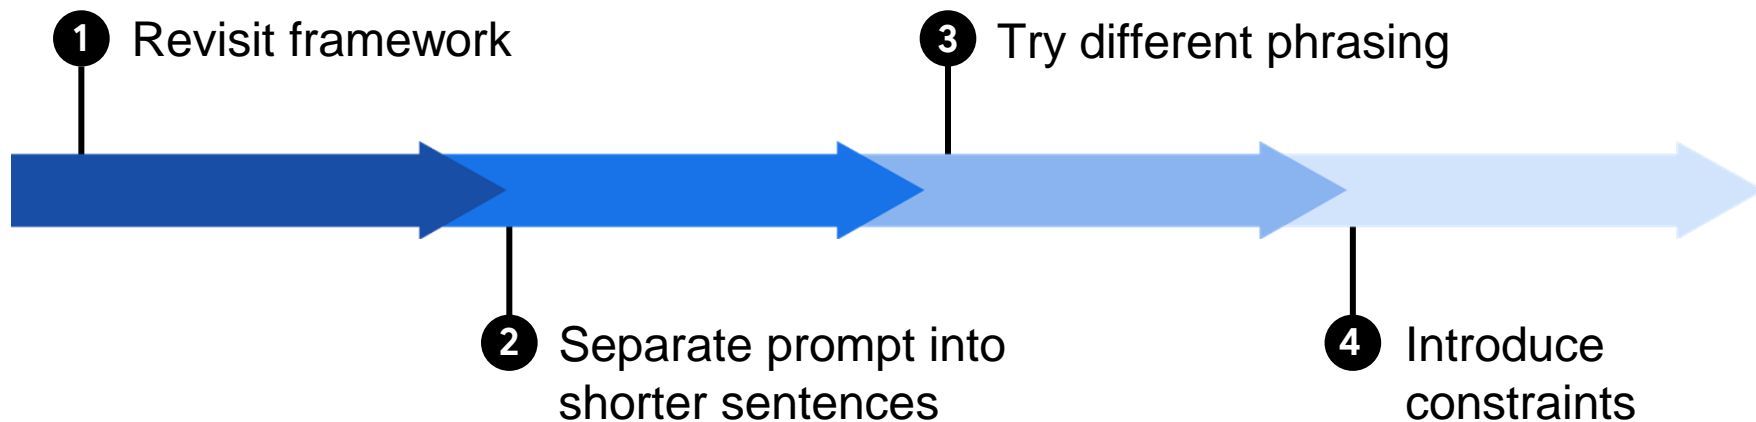 1 Revisit framework
2 Separate prompt into
shorter sentences
3 Try different phrasing
4 Introduce
constraints